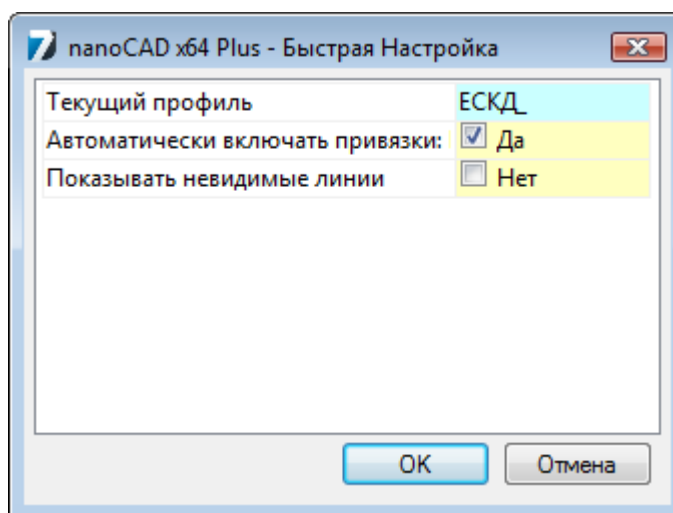 nanoCAD x64 Plus - Быстрая Настройка
Текущий профиль ЕСКД_
Автоматически включать привязки: Да
Показывать невидимые линии Нет
OK Отмена